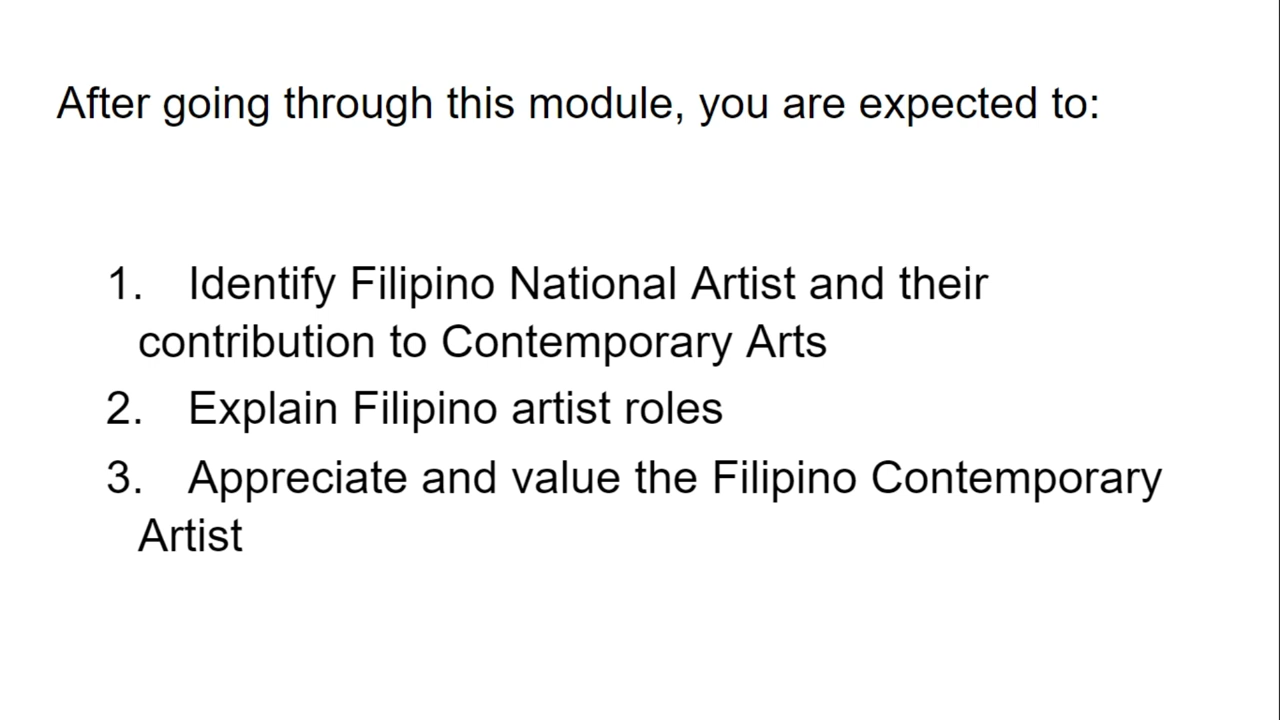 After going through this module, you are expected to:
1. Identify Filipino National Artist and their
contribution to Contemporary Arts
2. Explain Filipino artist roles
3. Appreciate and value the Filipino Contemporary
Artist